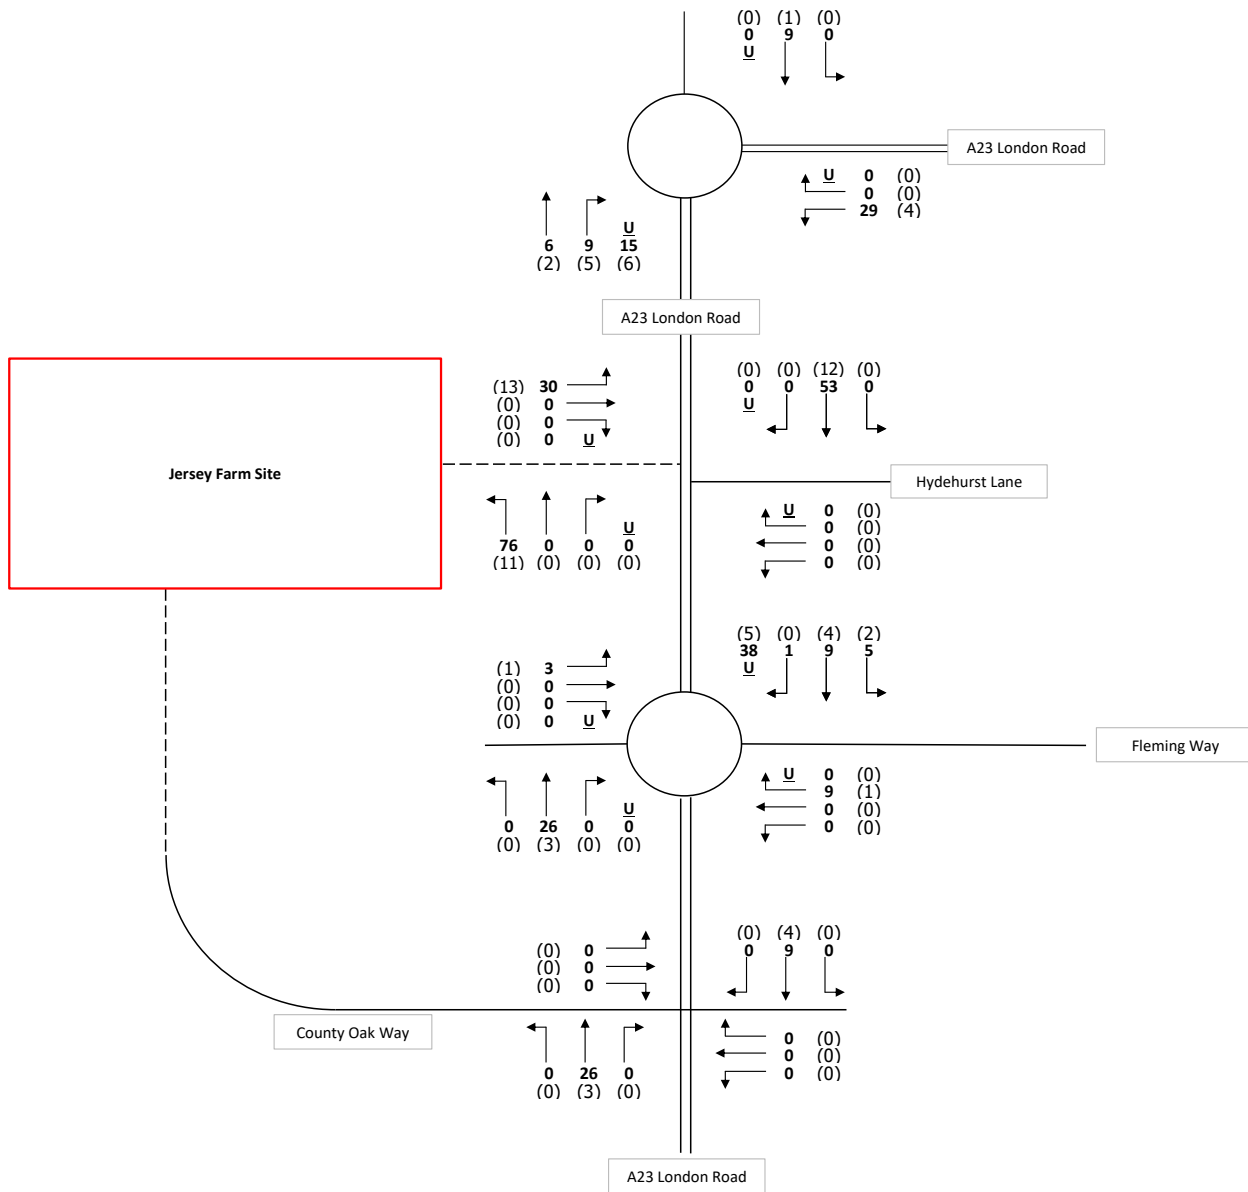 (0) (1) (0)
0 9 0
U
A23 London Road
U 0 (0)
0 (0)
29 (4)
U
6 9 15
(2) (5) (6)
A23 London Road
(13) 30
(0) 0
(0) 0
(0) 0 U
(0) (0) (12) (0)
0 0 53 0
U
Jersey Farm Site
Hydehurst Lane
U
76 0 0 0
(11) (0) (0) (0)
U 0 (0)
0 (0)
0 (0)
0 (0)
(1) 3
(0) 0
(0) 0
(0) 0 U
(5) (0) (4) (2)
38 1 9 5
U
Fleming Way
U
0 26 0 0
(0) (3) (0) (0)
U 0 (0)
9 (1)
0 (0)
0 (0)
(0) 0
(0) 0
(0) 0
(0) (4) (0)
0 9 0
County Oak Way
0 26 0
(0) (3) (0)
0 (0)
0 (0)
0 (0)
A23 London Road